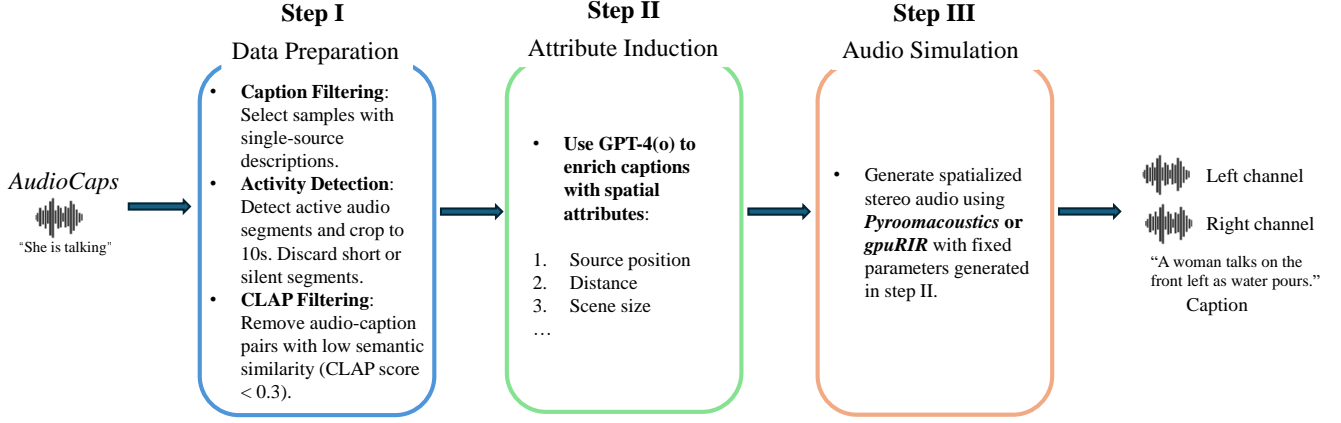 AudioCaps
“She is talking”
Step I
Data Preparation
• Caption Filtering:
Select samples with
single-source
descriptions.
• Activity Detection:
Detect active audio
segments and crop to
10s. Discard short or
silent segments.
• CLAP Filtering:
Remove audio-caption
pairs with low semantic
similarity (CLAP score
< 0.3).
Step II
Attribute Induction
• Use GPT-4(o) to
enrich captions
with spatial
attributes:
1. Source position
2. Distance
3. Scene size
…
Step III
Audio Simulation
• Generate spatialized
stereo audio using
Pyroomacoustics or
gpuRIR with fixed
parameters generated
in step II.
Left channel
Right channel
“A woman talks on the
front left as water pours.”
Caption